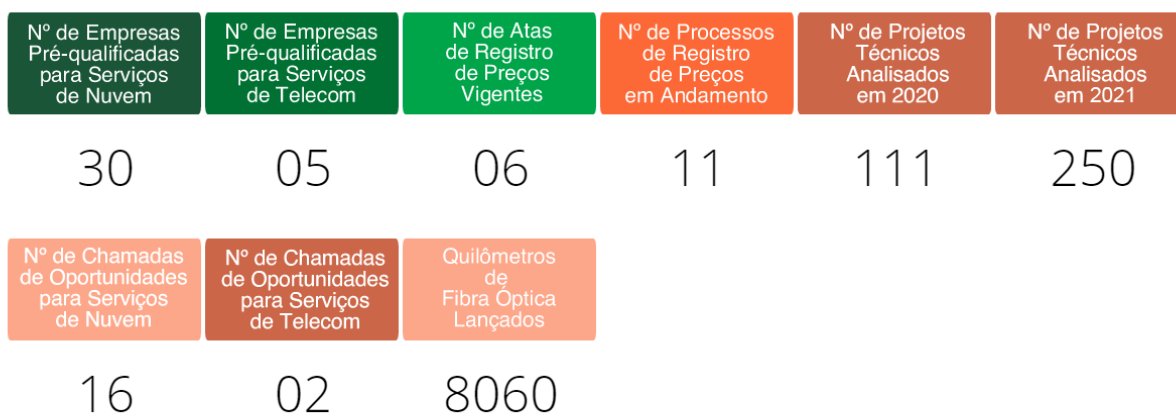 Nº de Empresas
Pré-qualificadas
para Serviços
de Nuvem
30
Nº de Empresas
Pré-qualificadas
para Serviços
de Telecom
05
Nº de Atas
de Registro
de Preços
Vigentes
06
Nº de Processos
de Registro
de Preços
em Andamento
11
Nº de Projetos
Técnicos
Analisados
em 2020
111
Nº de Projetos
Técnicos
Analisados
em 2021
250
Nº de Chamadas
de Oportunidades
para Serviços
de Nuvem
16
Nº de Chamadas
de Oportunidades
para Serviços
de Telecom
02
Quilômetros
de
Fibra Óptica
Lançados
8060